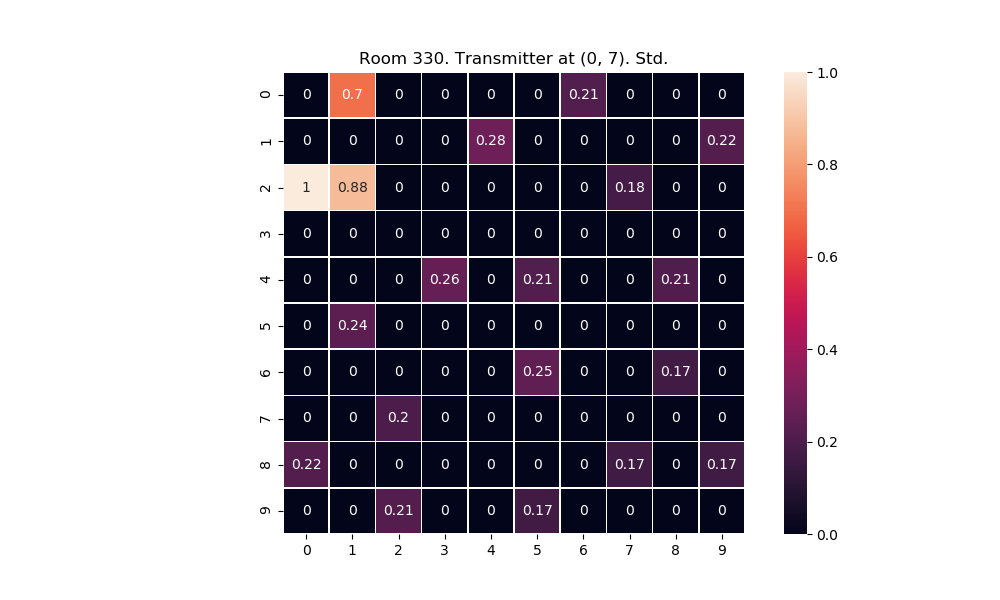 Room 330. Transmitter at (0, 7). Std.
0 0 0.7 0 0 0 0 0.21 0 0 0
1 0 0 0 0 0.28 0 0 0 0 0.22
2 1 0.88 0 0 0 0 0 0.18 0 0
3 0 0 0 0 0 0 0 0 0 0
4 0 0 0 0.26 0 0.21 0 0 0.21 0
5 0 0.24 0 0 0 0 0 0 0 0
6 0 0 0 0 0 0.25 0 0 0.17 0
7 0 0 0.2 0 0 0 0 0 0 0
8 0.22 0 0 0 0 0 0 0.17 0 0.17
9 0 0 0.21 0 0 0.17 0 0 0 0
0 1 2 3 4 5 6 7 8 9
1.0
0.8
0.6
0.4
0.2
0.0